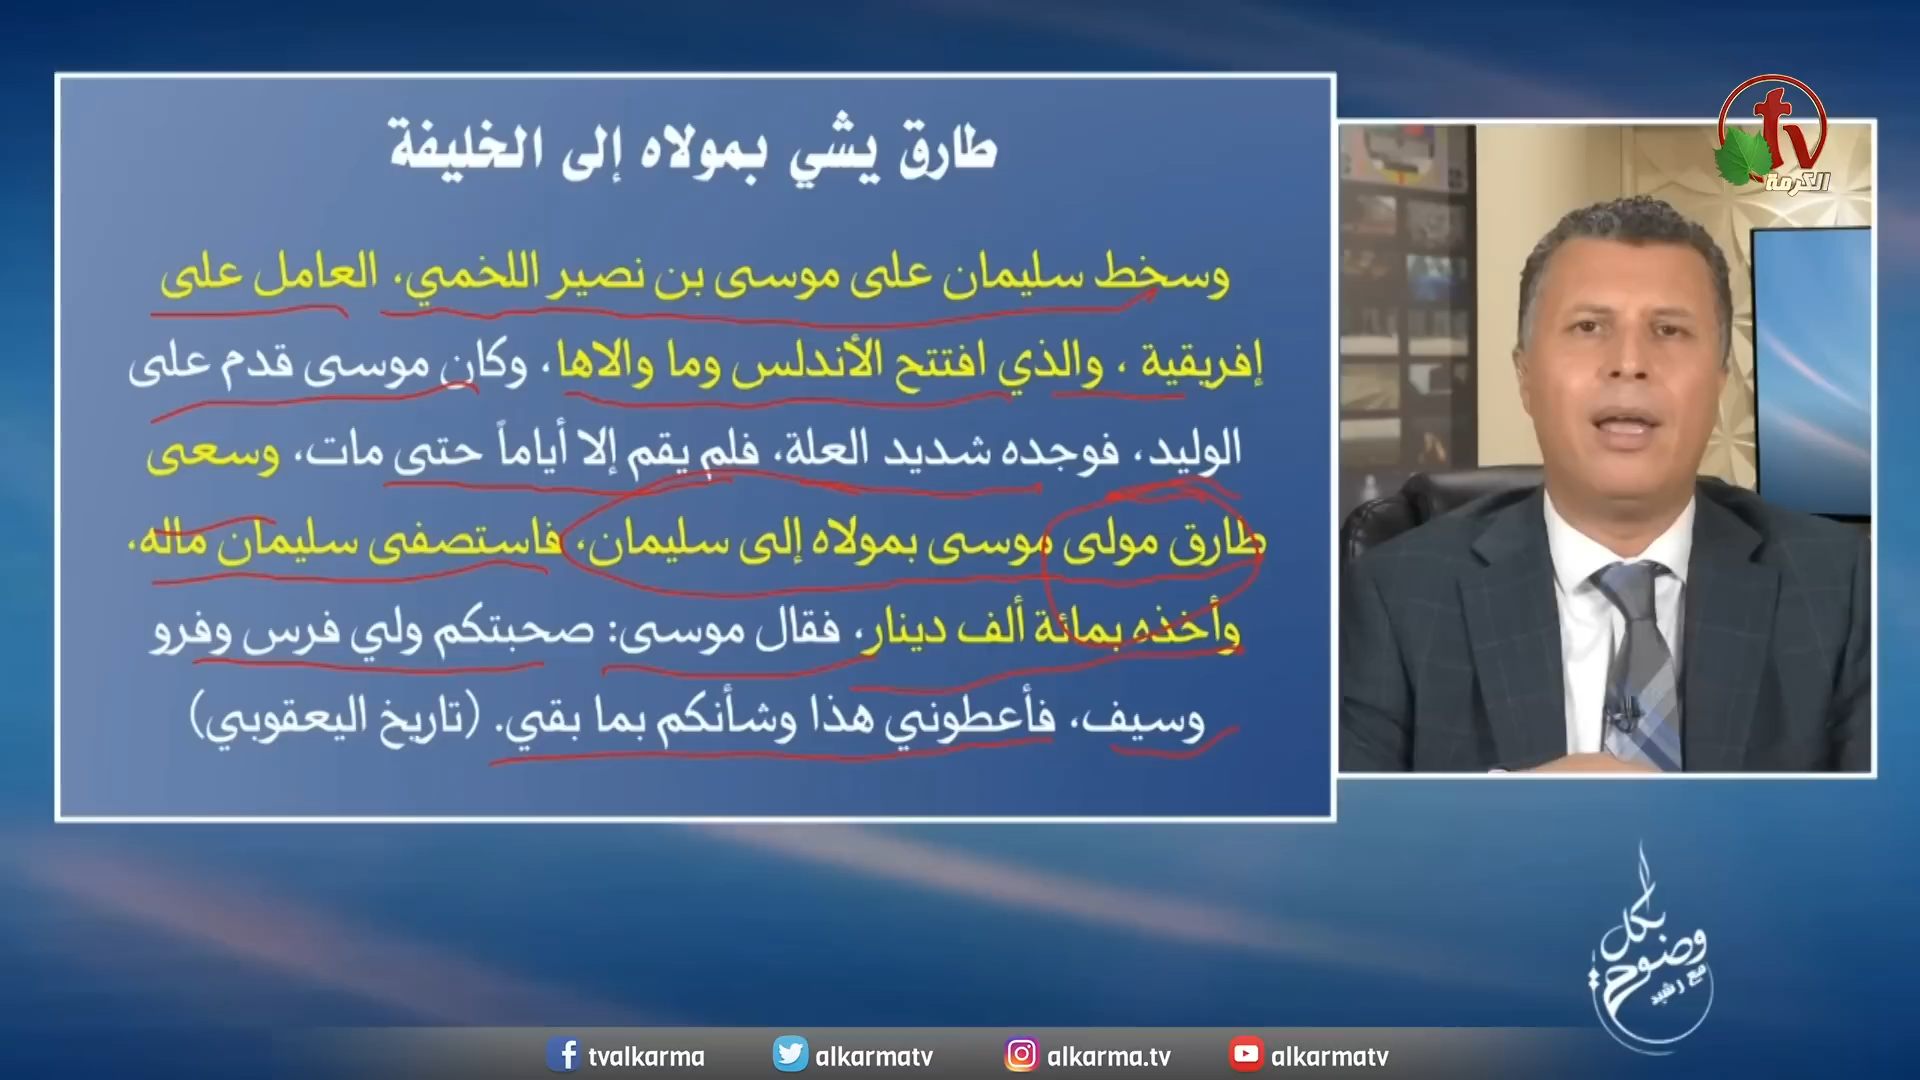 طارق يشي بمولاه إلى الخليفة
وسخط سليمان على موسى بن نصير اللخمي، العامل على
إفريقية ، والذي افتتح الأندلس وما والاها، وكان موسى قدم على
الوليد، فوجده شديد العلة، فلم يقم إلا أياماً حتى مات، وسعى
طارق مولى موسى بمولاه إلى سليمان، فاستصفى سليمان ماله،
وأخذه بمائة ألف دينار، فقال موسى: صحبتكم ولي فرس وفرو
وسيف، فأعطوني هذا وشأنكم بما بقي. (تاريخ اليعقوبي)
tv
الكرمة
بكل
وضوح
مع رشيد
tvalkarma
alkarmatv
alkarma.tv
alkarmatv